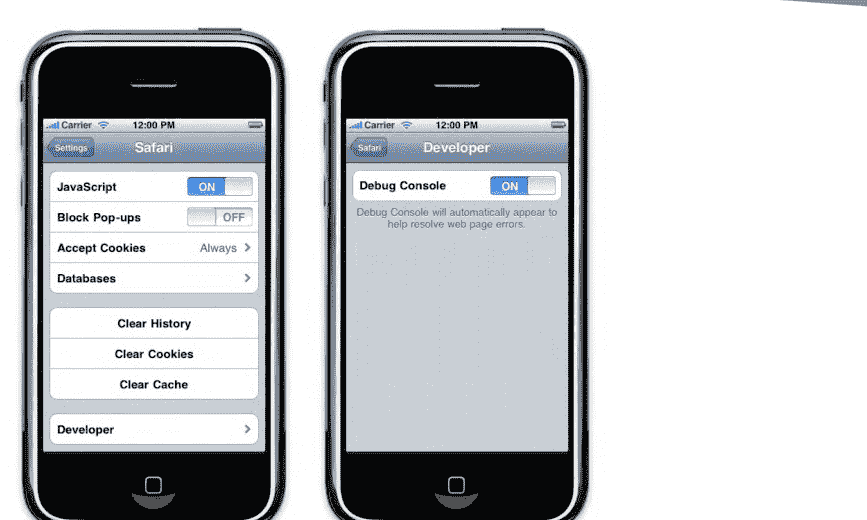 Carrier 12:00 PM
Settings Safari
JavaScript ON
Block Pop-ups OFF
Accept Cookies Always
Databases
Clear History
Clear Cookies
Clear Cache
Developer
Carrier 12:00 PM
Safari Developer
Debug Console ON
Debug Console will automatically appear to
help resolve web page errors.